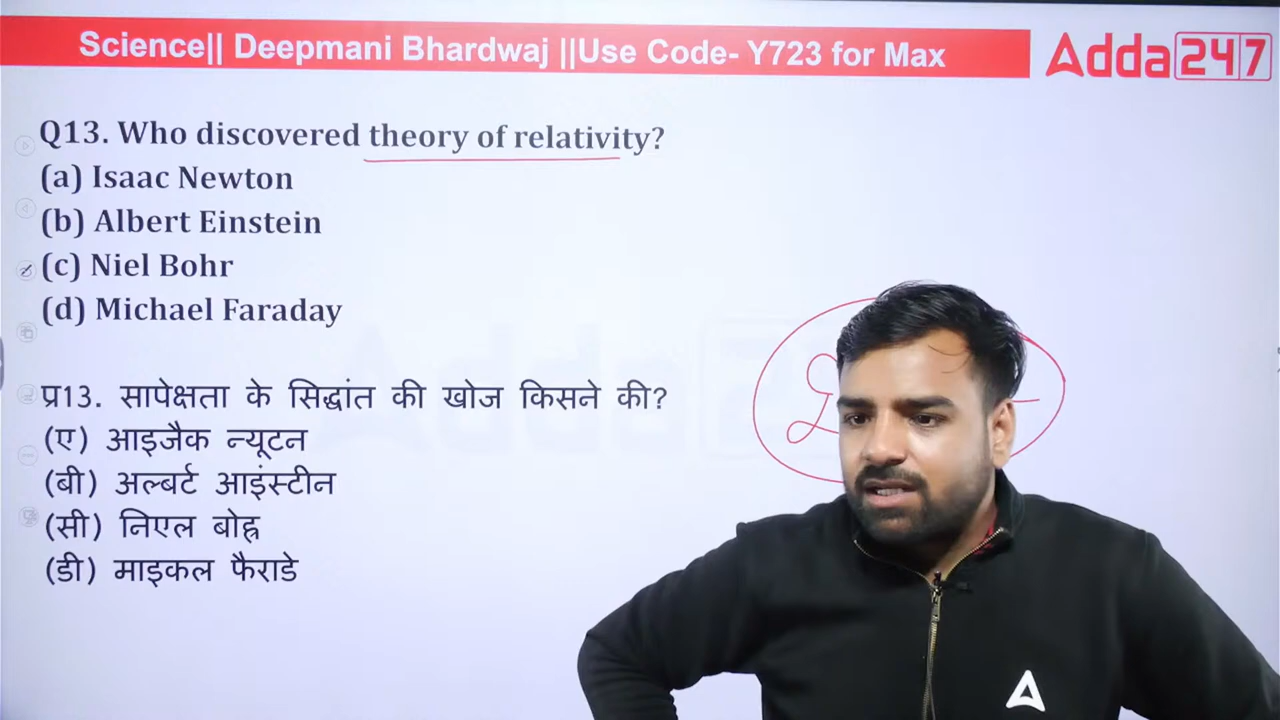 Science|| Deepmani Bhardwaj ||Use Code- Y723 for Max
Adda247
Q13. Who discovered theory of relativity?
(a) Isaac Newton
(b) Albert Einstein
(c) Niel Bohr
(d) Michael Faraday
प्र13. सापेक्षता के सिद्धांत की खोज किसने की?
(ए) आइजैक न्यूटन
(बी) अल्बर्ट आइंस्टीन
(सी) निएल बोह्र
(डी) माइकल फैराडे